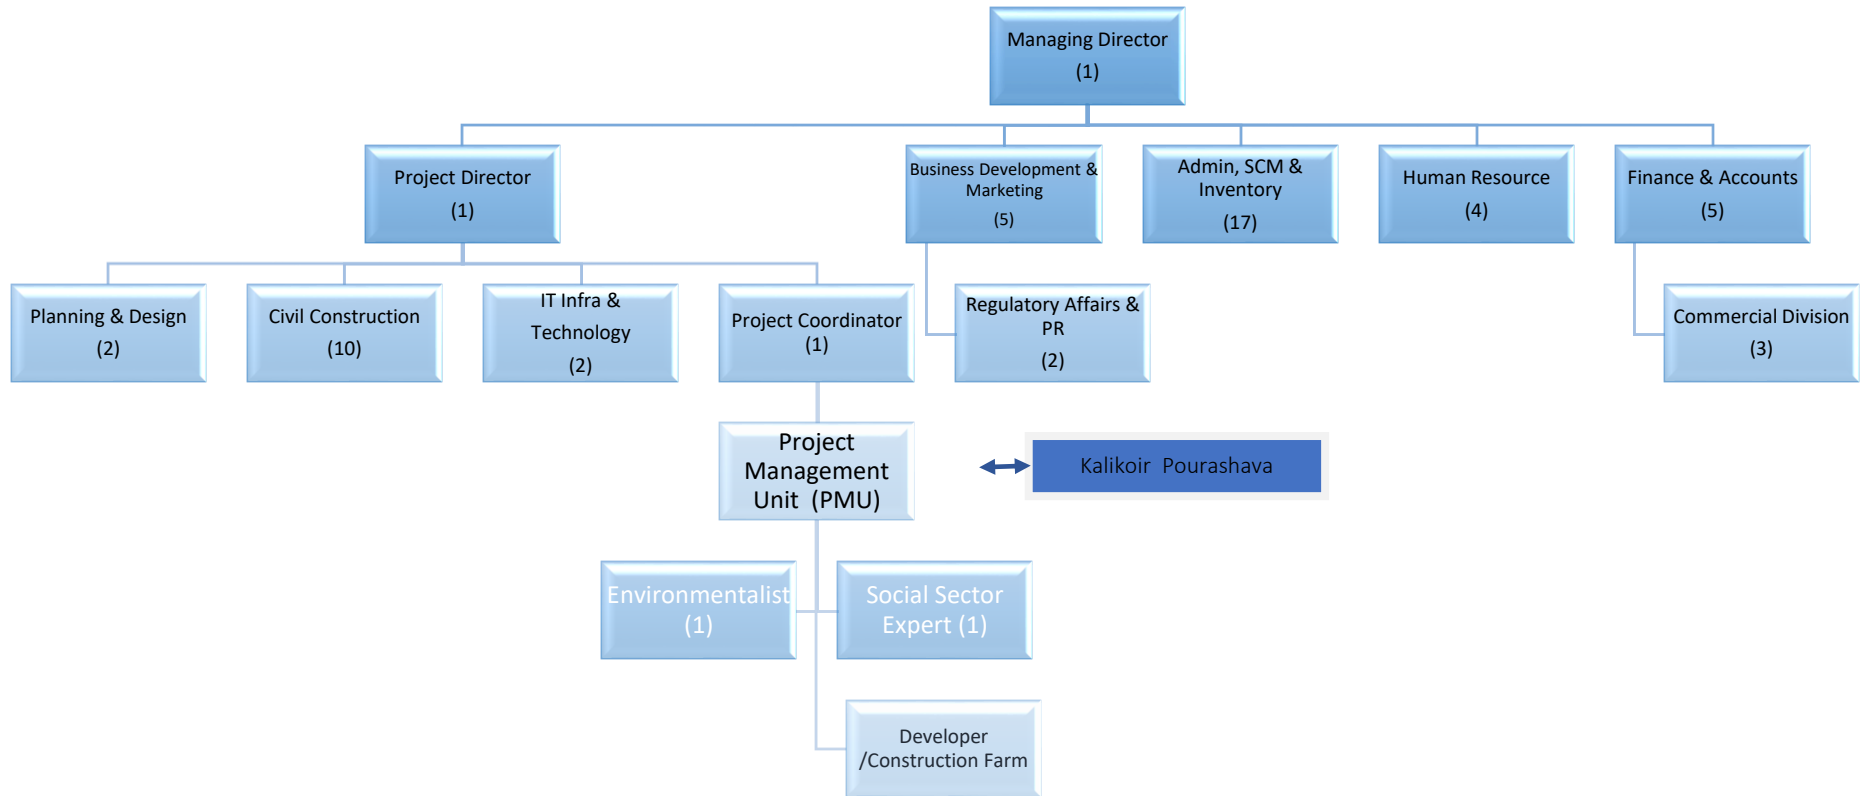 Managing Director
(1)
Project Director
(1)
Business Development &
Marketing
(5)
Admin, SCM &
Inventory
(17)
Human Resource
(4)
Finance & Accounts
(5)
Planning & Design
(2)
Civil Construction
(10)
IT Infra &
Technology
(2)
Project Coordinator
(1)
Regulatory Affairs &
PR
(2)
Commercial Division
(3)
Project
Management
Unit (PMU)
Kalikoir Pourashava
Environmentalist
(1)
Social Sector
Expert (1)
Developer
/Construction Farm